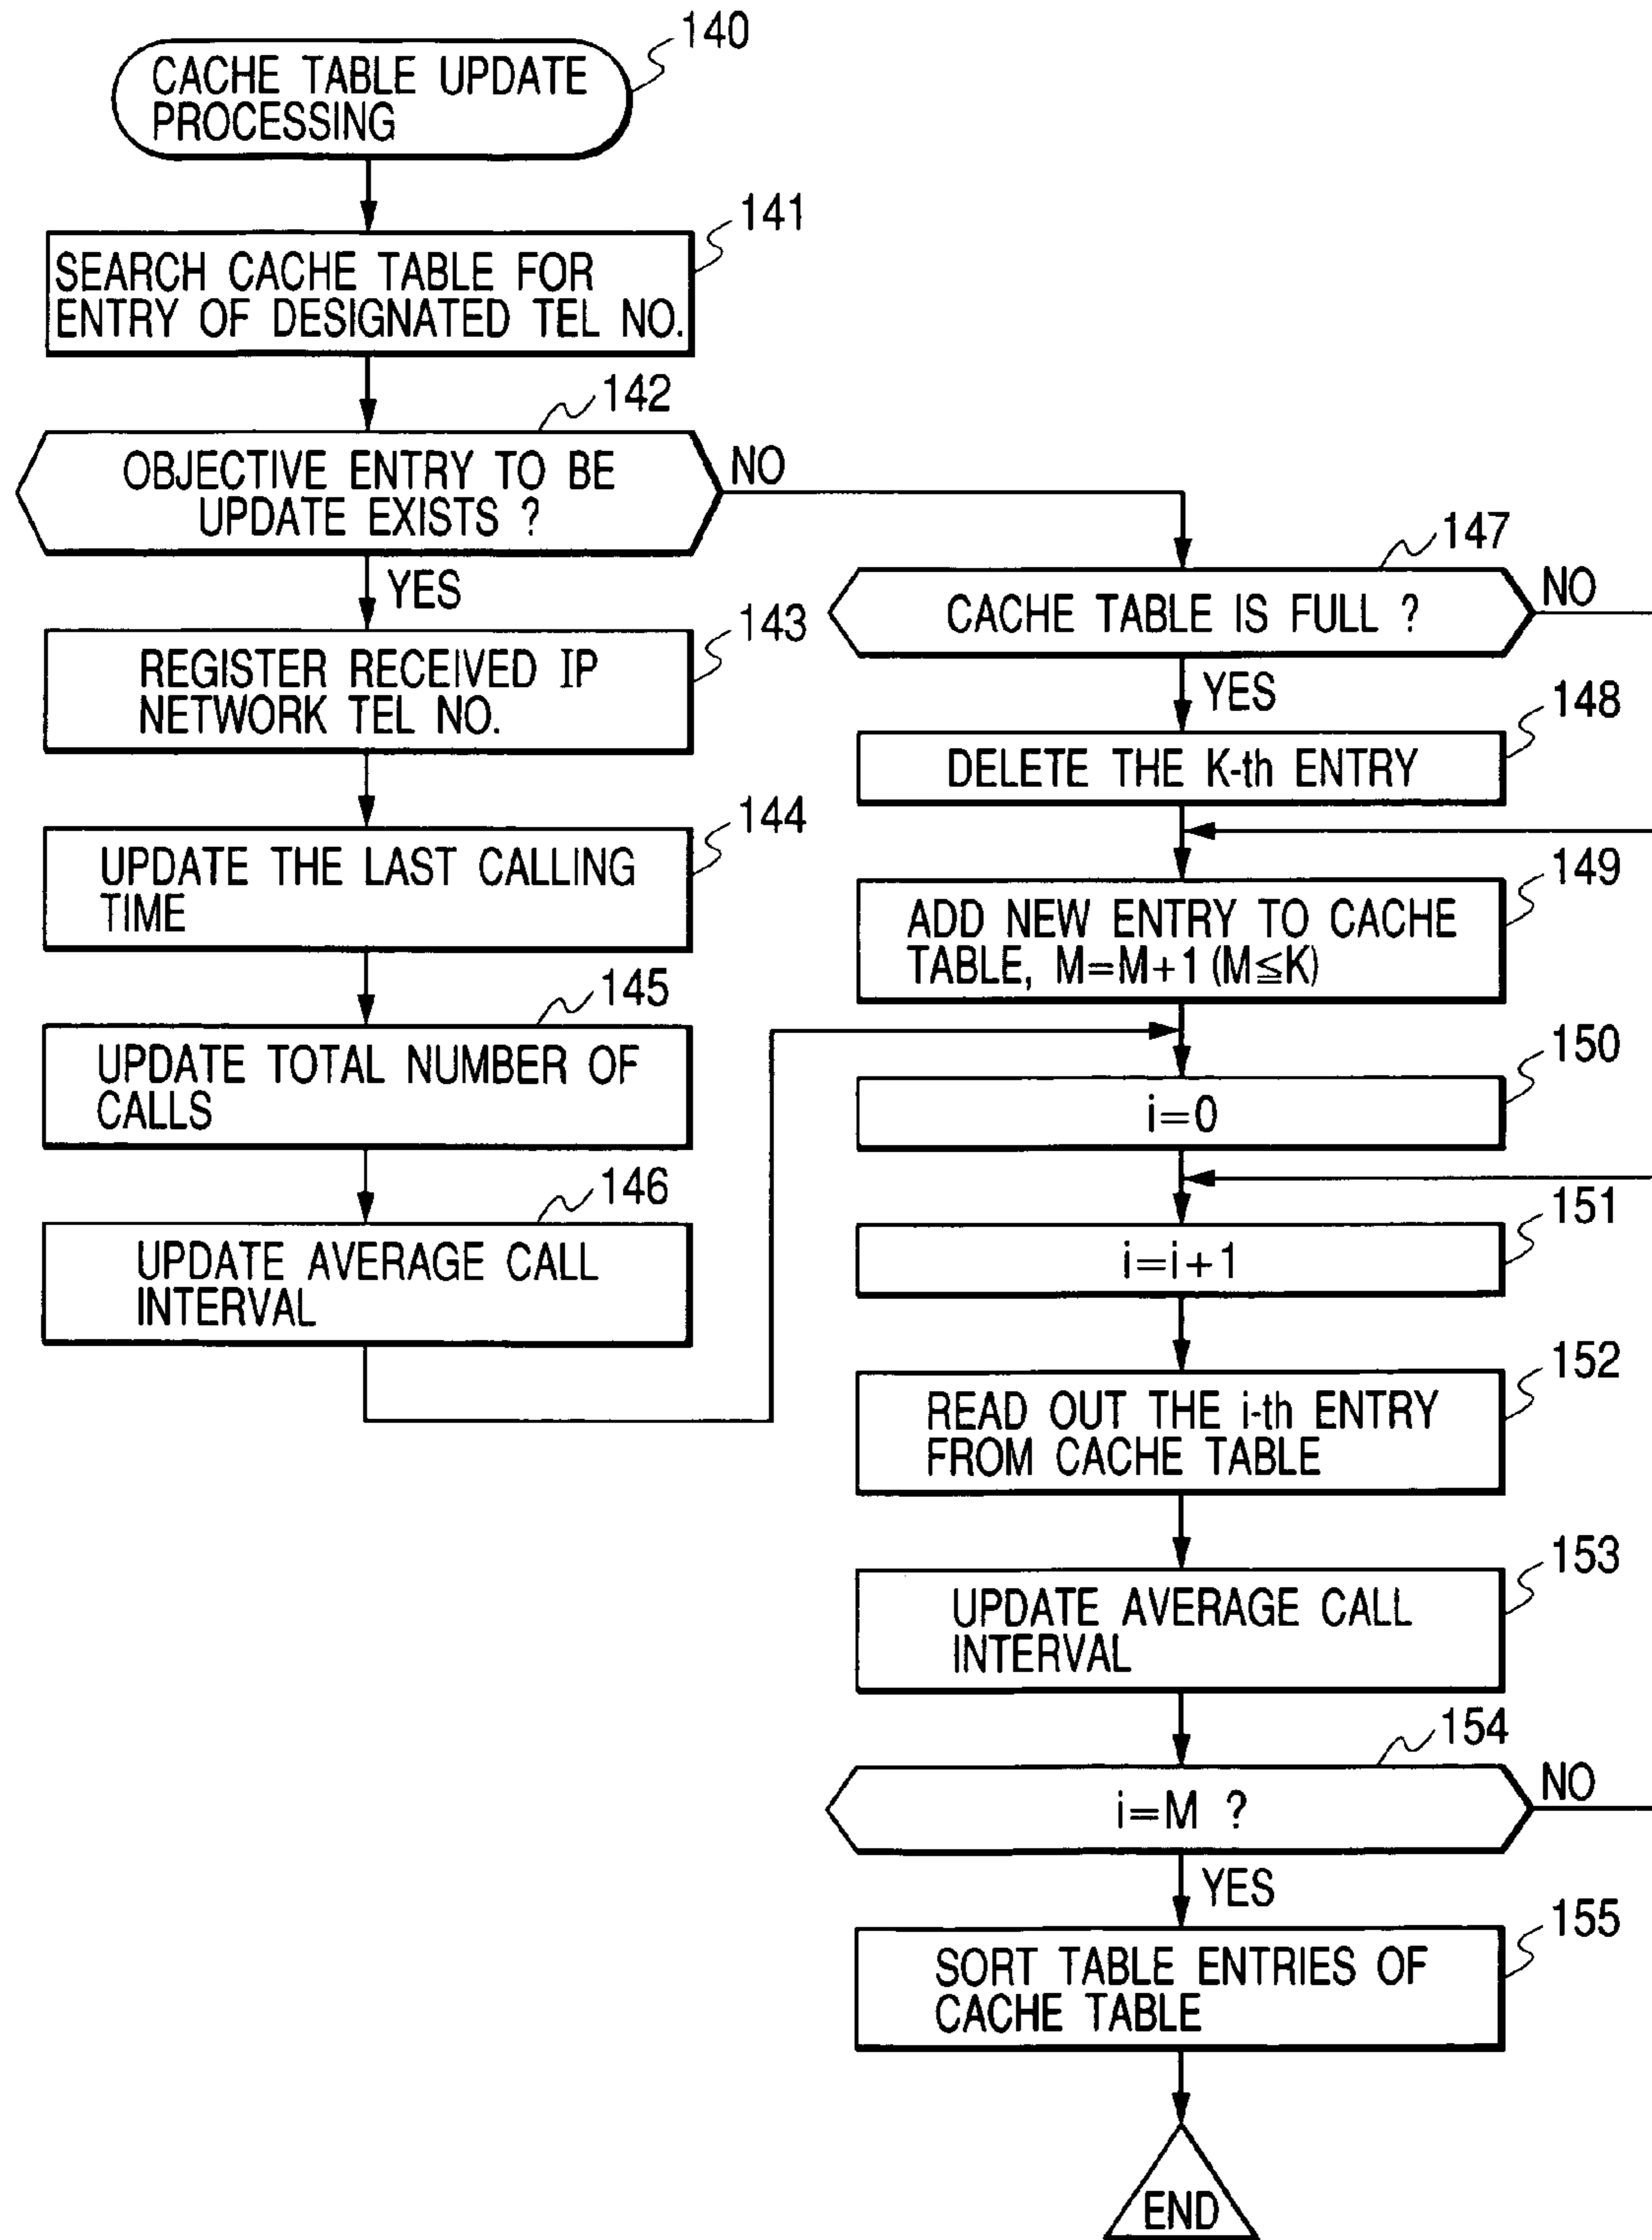 140
CACHE TABLE UPDATE
PROCESSING
141
SEARCH CACHE TABLE FOR
ENTRY OF DESIGNATED TEL NO.
142
OBJECTIVE ENTRY TO BE
UPDATE EXISTS ?
NO
YES
143
REGISTER RECEIVED IP
NETWORK TEL NO.
144
UPDATE THE LAST CALLING
TIME
145
UPDATE TOTAL NUMBER OF
CALLS
146
UPDATE AVERAGE CALL
INTERVAL
147
CACHE TABLE IS FULL ?
NO
YES
148
DELETE THE K-th ENTRY
149
ADD NEW ENTRY TO CACHE
TABLE, M=M+1 (M≦K)
150
i=0
151
i=i+1
152
READ OUT THE i-th ENTRY
FROM CACHE TABLE
153
UPDATE AVERAGE CALL
INTERVAL
154
i=M ?
NO
YES
155
SORT TABLE ENTRIES OF
CACHE TABLE
END